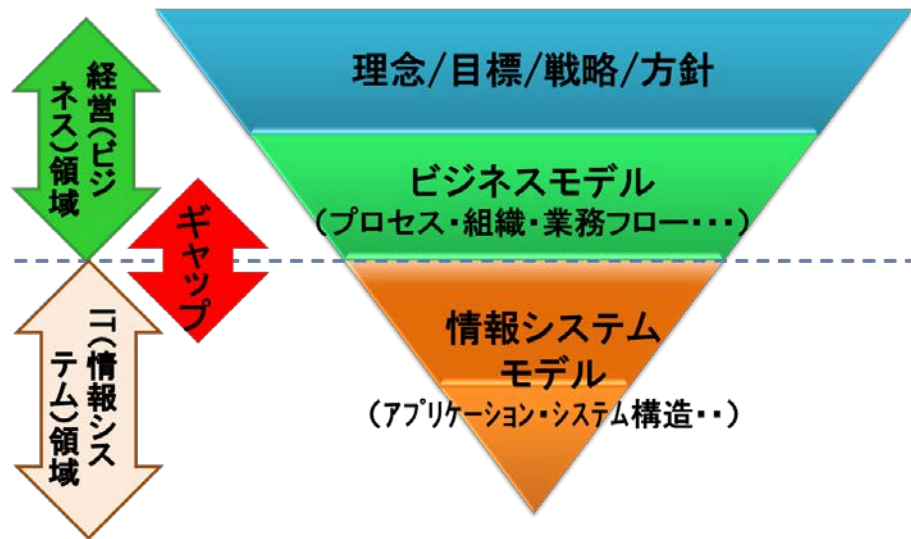 理念/目標/戦略/方針
経営(ビジ
ネス)領域
ビジネスモデル
(プロセス・組織・業務フロー・・・)
ギャップ
情報システム
モデル
(アプリケーション・システム構造・・)
IT(情報シス
テム)領域